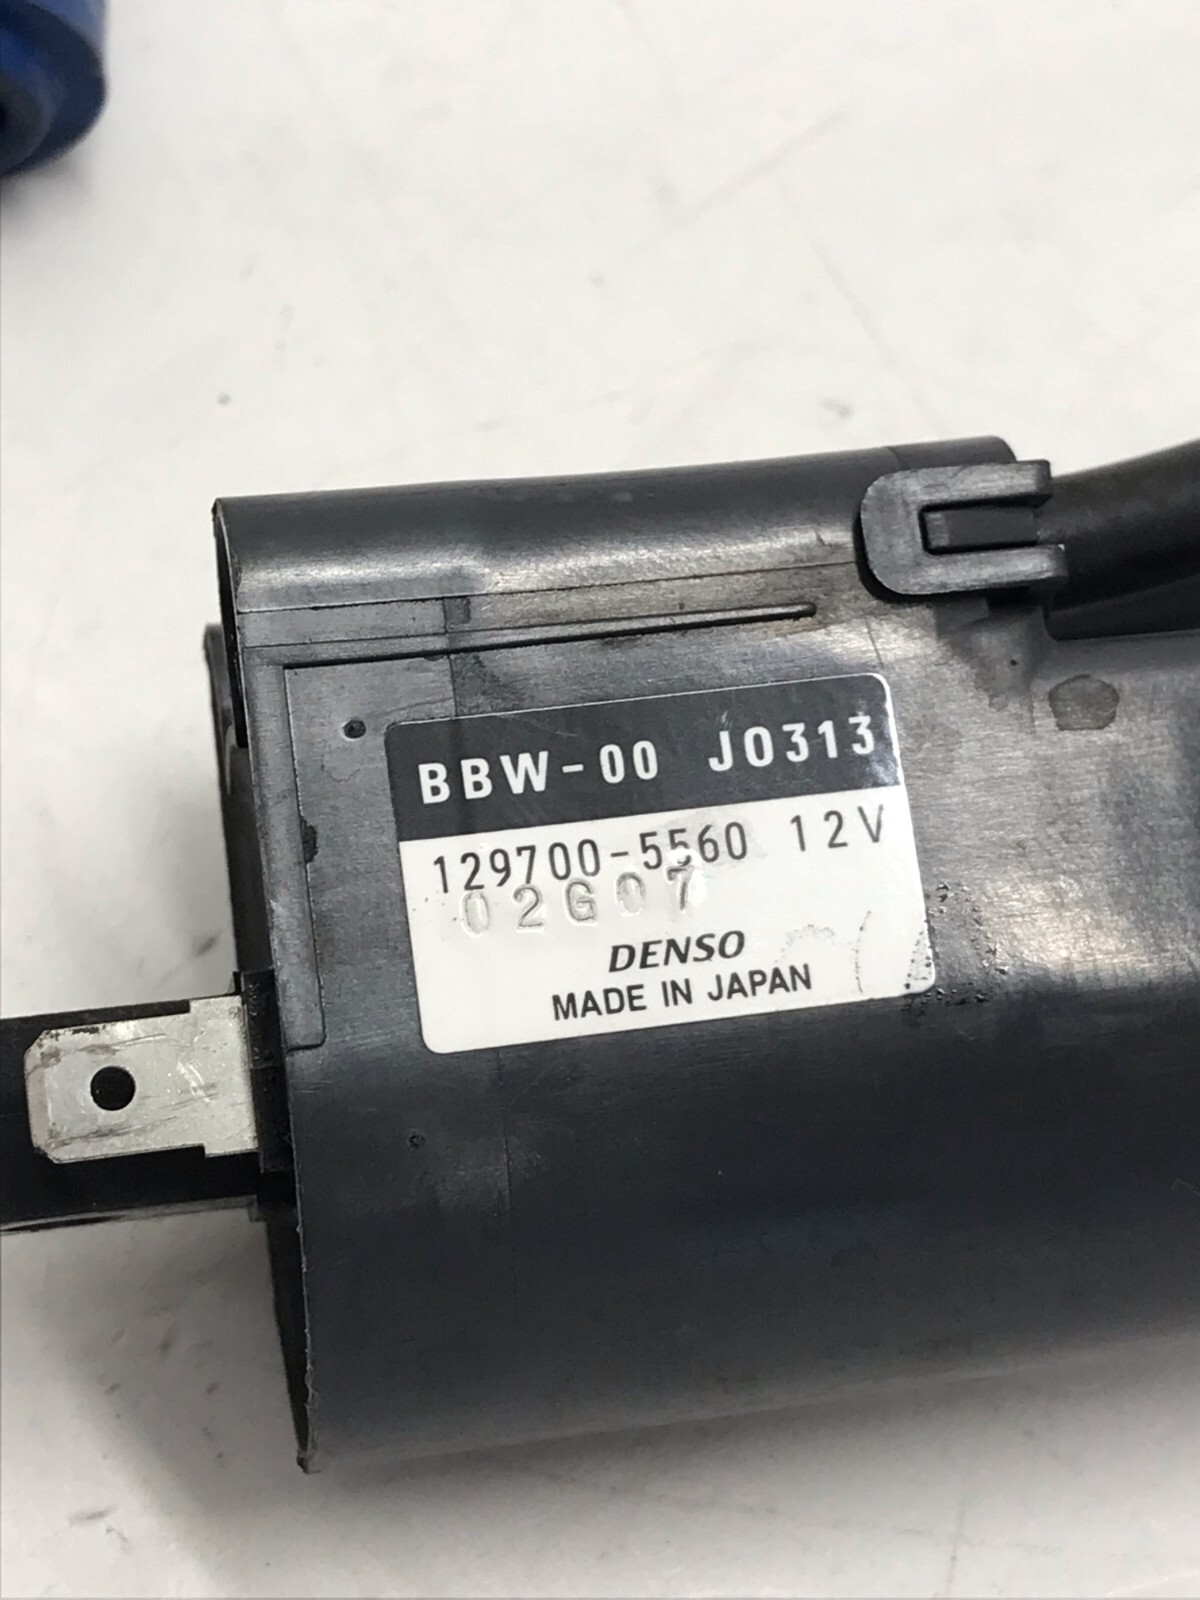 BBW-00 J0313
129700-5560 12V
02G07
DENSO
MADE IN JAPAN